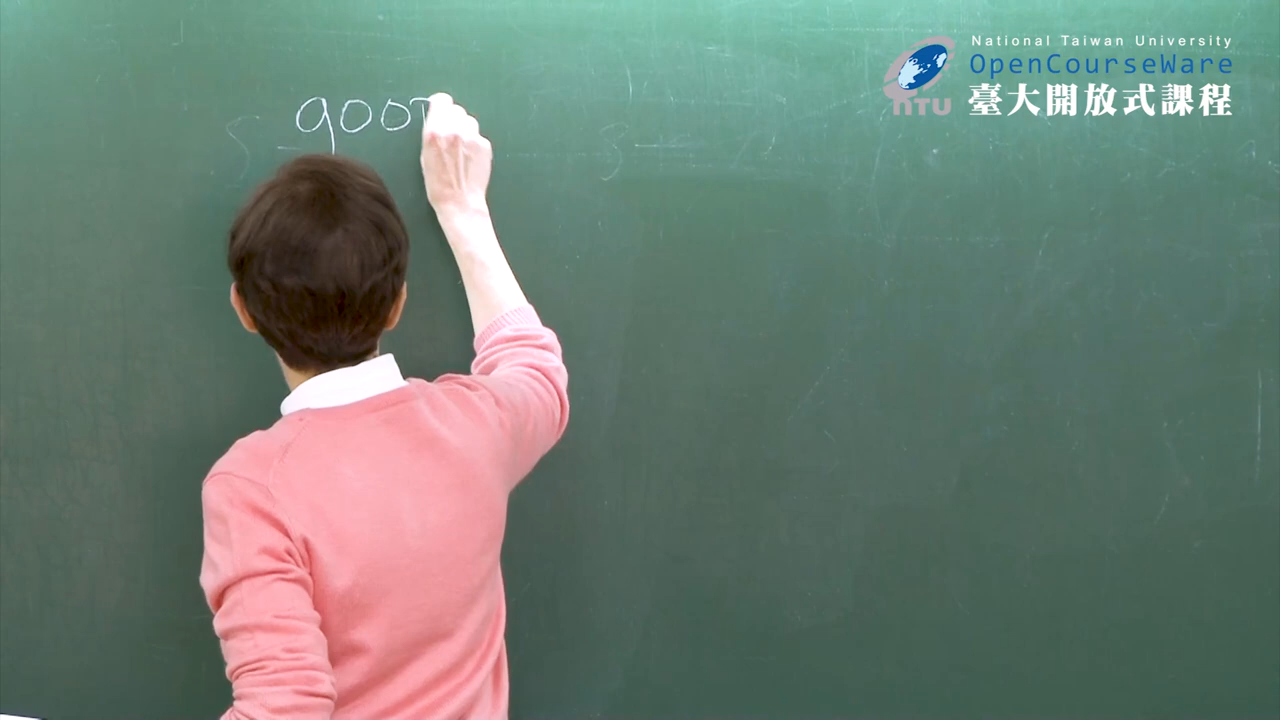 National Taiwan University
OpenCourseWare
臺大開放式課程
NTU
goo